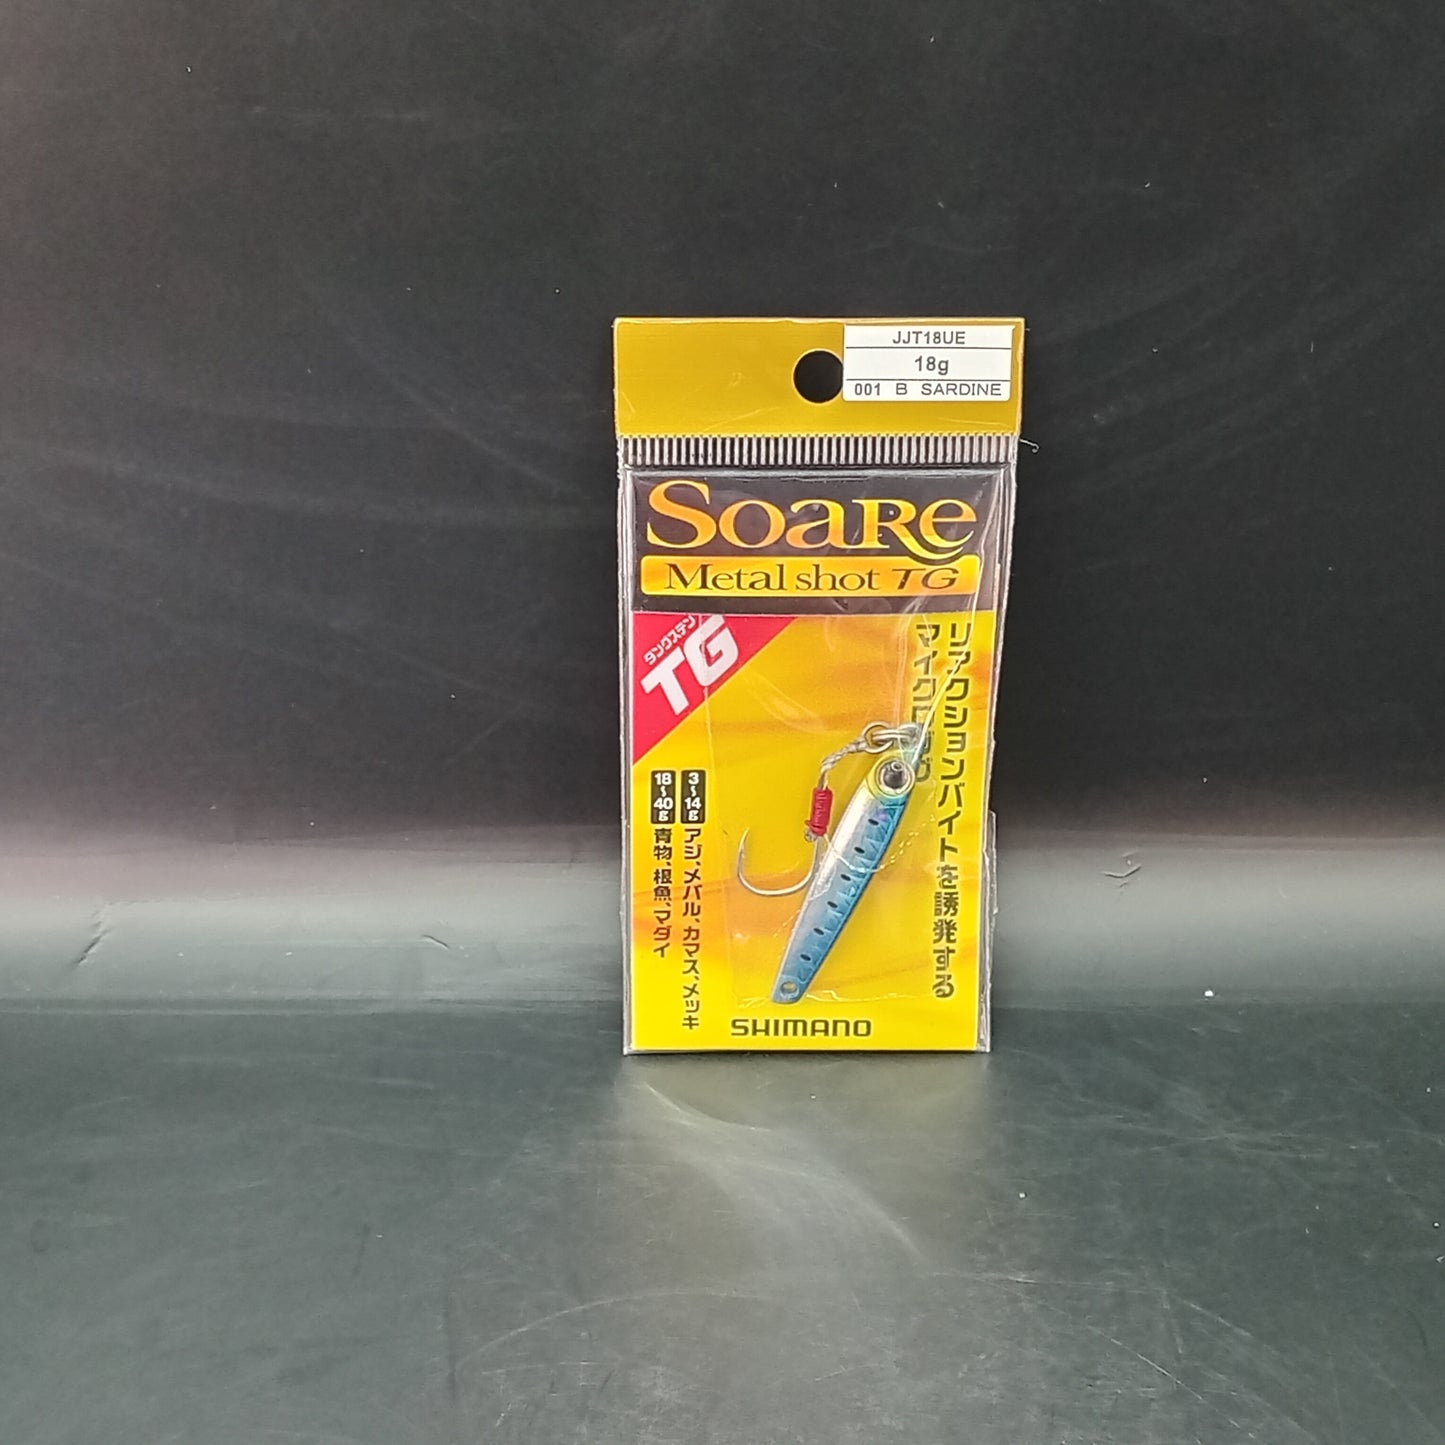 JJT18UE
18g
001 B SARDINE
SOARE
Metal shot TG
タングステン
TG
リアクションバイトを誘発する
マイクロジグ
3~14g アジ、メバル、カマス、メッキ
18~40g 青物、根魚、マダイ
SHIMANO